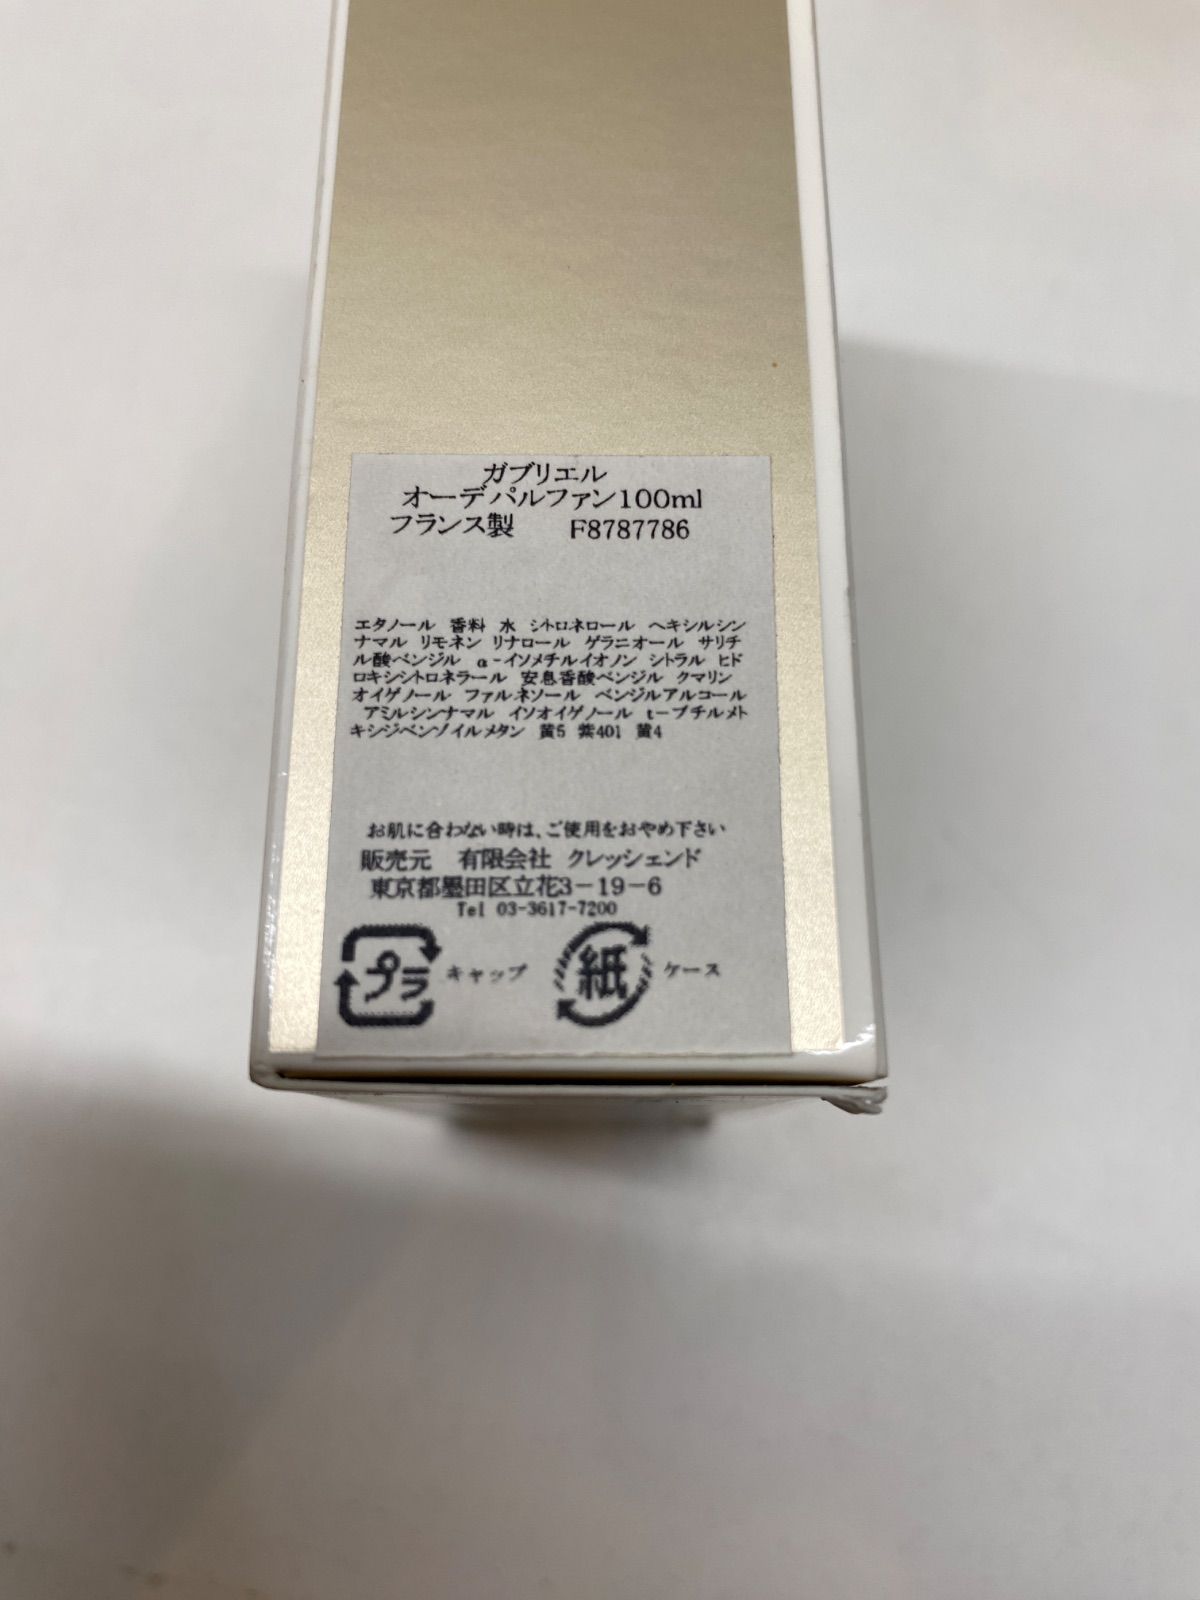 ガブリエル
オーデパルファン100ml
フランス製 F8787786
エタノール 香料 水 シトロネロール ヘキシルシン
ナマル リモネン リナロール ゲラニオール サリチ
ル酸ベンジル α-イソメチルイオノン シトラル ヒド
ロキシシトロネラール 安息香酸ベンジル クマリン
オイゲノール ファルネソール ベンジルアルコール
アミルシンナマル イソオイゲノール t-ブチルメト
キシジベンゾイルメタン 黄5 紫401 黄4
お肌に合わない時は、ご使用をおやめ下さい
販売元 有限会社 クレッシェンド
東京都墨田区立花3-19-6
Tel 03-3617-7200
プラ キャップ 紙 ケース